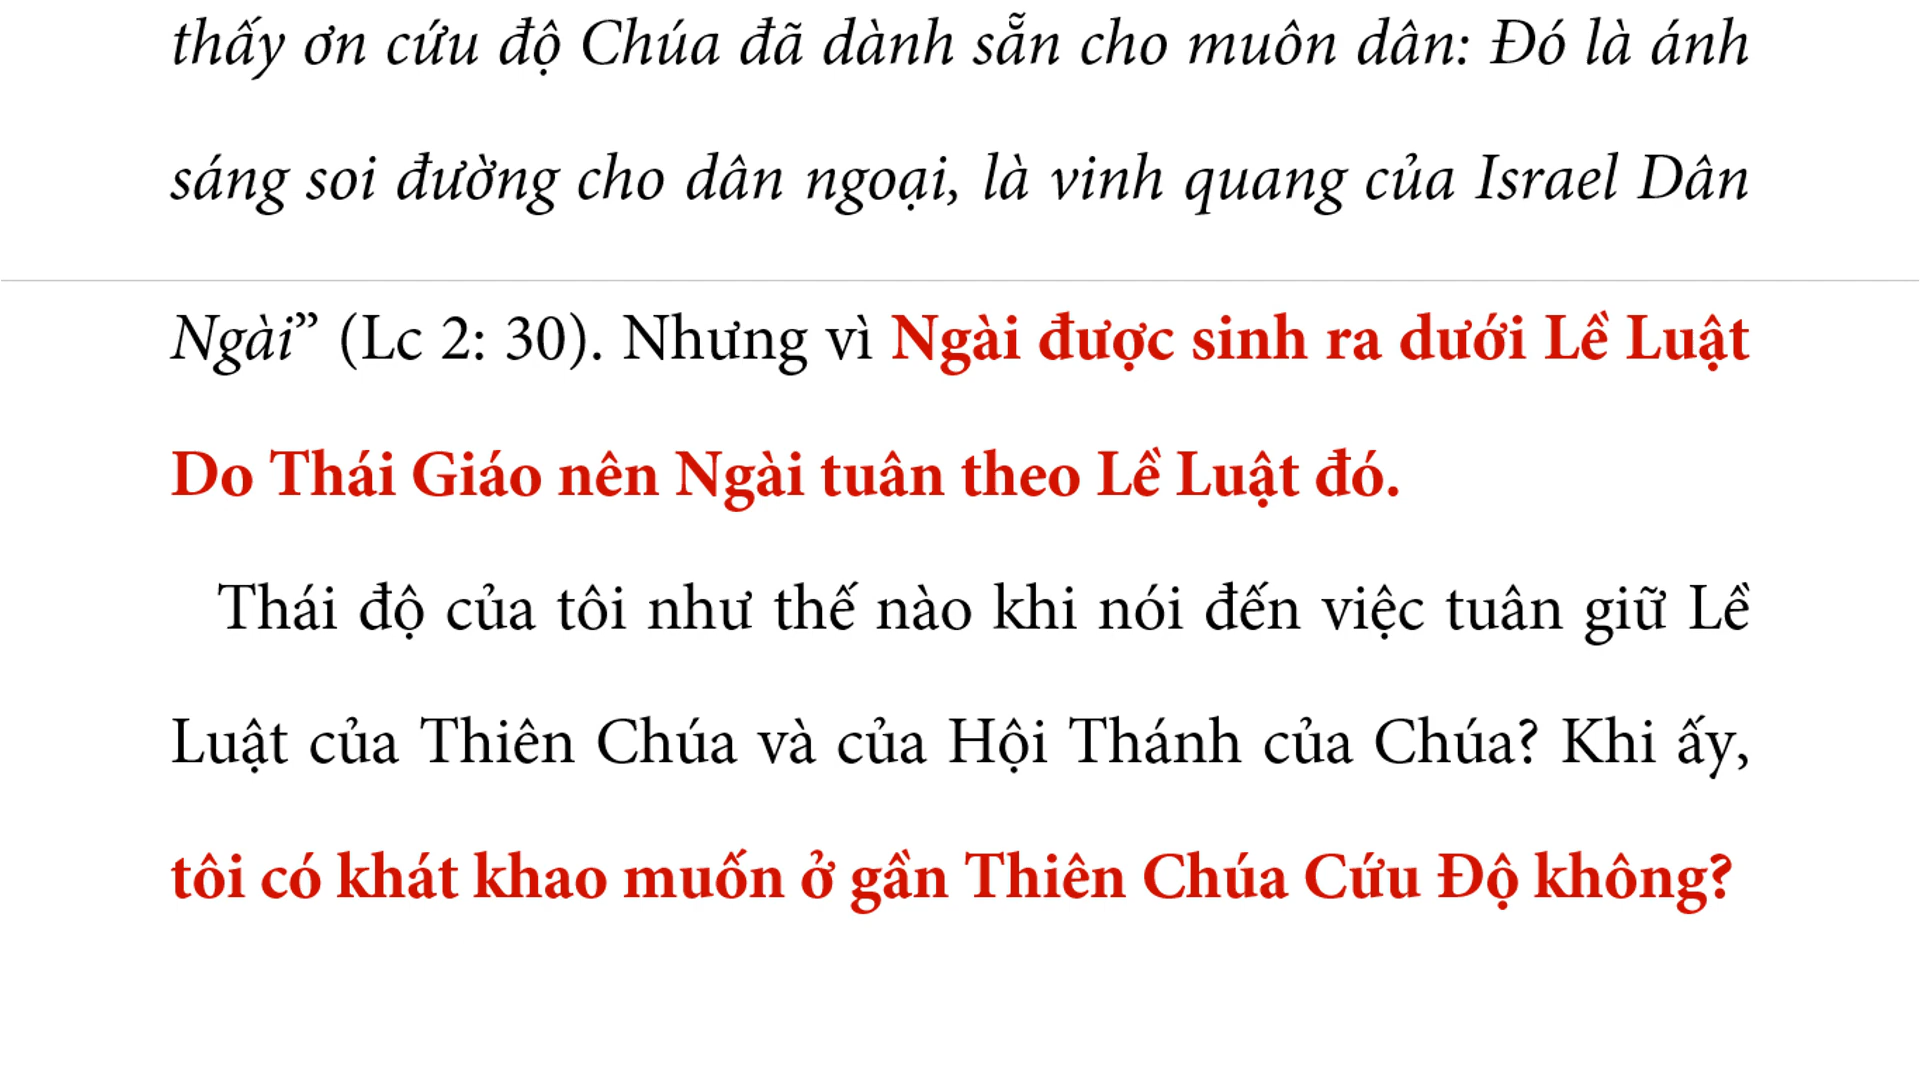 thấy ơn cứu độ Chúa đã dành sẵn cho muôn dân: Đó là ánh
sáng soi đường cho dân ngoại, là vinh quang của Israel Dân
Ngài” (Lc 2: 30). Nhưng vì Ngài được sinh ra dưới Lề Luật
Do Thái Giáo nên Ngài tuân theo Lề Luật đó.
Thái độ của tôi như thế nào khi nói đến việc tuân giữ Lề
Luật của Thiên Chúa và của Hội Thánh của Chúa? Khi ấy,
tôi có khát khao muốn ở gần Thiên Chúa Cứu Độ không?